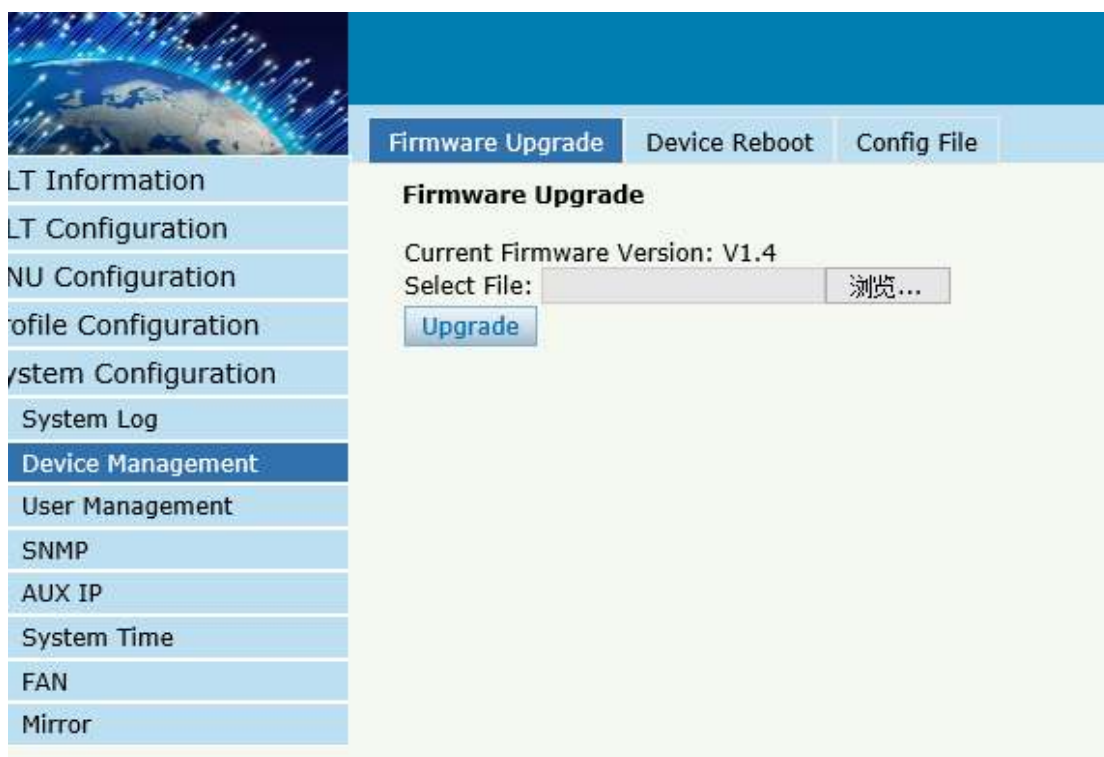 Firmware Upgrade Device Reboot Config File
LT Information
LT Configuration
NU Configuration
rofile Configuration
ystem Configuration
System Log
Device Management
User Management
SNMP
AUX IP
System Time
FAN
Mirror
Firmware Upgrade
Current Firmware Version: V1.4
Select File: 浏览...
Upgrade